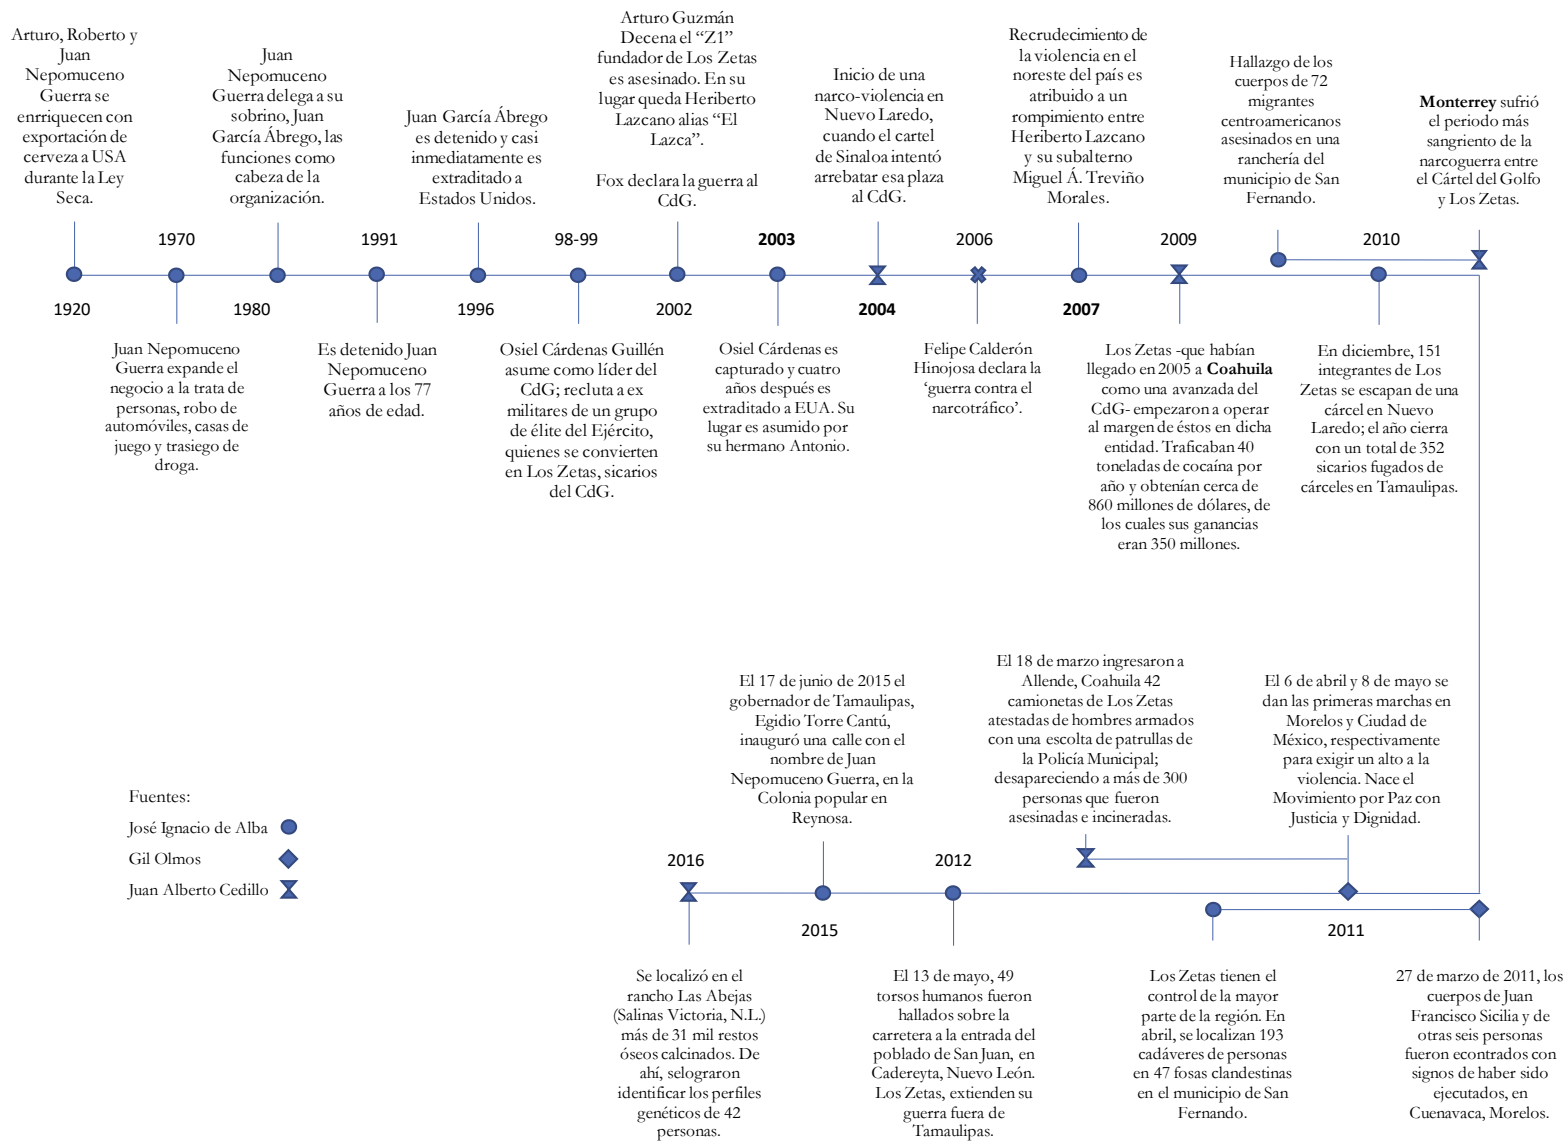 Arturo, Roberto y
Juan
Nepomuceno
Guerra se
enrriquecen con
exportación de
cerveza a USA
durante la Ley
Seca.
1920
1970
Juan Nepomuceno
Guerra expande el
negocio a la trata de
personas, robo de
automóviles, casas de
juego y trasiego de
droga.
Juan
Nepomuceno
Guerra delega a su
sobrino, Juan
García Ábrego, las
funciones como
cabeza de la
organización.
1980
1991
Es detenido Juan
Nepomuceno
Guerra a los 77
años de edad.
Juan García Ábrego
es detenido y casi
inmediatamente es
extraditado a
Estados Unidos.
1996
98-99
Osiel Cárdenas Guillén
asume como líder del
CdG; recluta a ex
militares de un grupo
de élite del Ejército,
quienes se convierten
en Los Zetas, sicarios
del CdG.
Arturo Guzmán
Decena el “Z1”
fundador de Los Zetas
es asesinado. En su
lugar queda Heriberto
Lazcano alias “El
Lazca”.
Fox declara la guerra al
CdG.
2002
2003
Osiel Cárdenas es
capturado y cuatro
años después es
extraditado a EUA. Su
lugar es asumido por
su hermano Antonio.
Inicio de una
narco-violencia en
Nuevo Laredo,
cuando el cartel
de Sinaloa intentó
arrebatar esa plaza
al CdG.
2004
2006
Felipe Calderón
Hinojosa declara la
‘guerra contra el
narcotráfico’.
Recrudecimiento de
la violencia en el
noreste del país es
atribuido a un
rompimiento entre
Heriberto Lazcano
y su subalterno
Miguel Á. Treviño
Morales.
2007
2009
Los Zetas -que habían
llegado en 2005 a Coahuila
como una avanzada del
CdG- empezaron a operar
al margen de éstos en dicha
entidad. Traficaban 40
toneladas de cocaína por
año y obtenían cerca de
860 millones de dólares, de
los cuales sus ganancias
eran 350 millones.
Hallazgo de los
cuerpos de 72
migrantes
centroamericanos
asesinados en una
ranchería del
municipio de San
Fernando.
2010
En diciembre, 151
integrantes de Los
Zetas se escapan de una
cárcel en Nuevo
Laredo; el año cierra
con un total de 352
sicarios fugados de
cárceles en Tamaulipas.
Monterrey sufrió
el periodo más
sangriento de la
narcoguerra entre
el Cártel del Golfo
y Los Zetas.
27 de marzo de 2011, los
cuerpos de Juan
Francisco Sicilia y de
otras seis personas
fueron econtrados con
signos de haber sido
ejecutados, en
Cuenavaca, Morelos.
2011
El 6 de abril y 8 de mayo se
dan las primeras marchas en
Morelos y Ciudad de
México, respectivamente
para exigir un alto a la
violencia. Nace el
Movimiento por Paz con
Justicia y Dignidad.
Los Zetas tienen el
control de la mayor
parte de la región. En
abril, se localizan 193
cadáveres de personas
en 47 fosas clandestinas
en el municipio de San
Fernando.
El 18 de marzo ingresaron a
Allende, Coahuila 42
camionetas de Los Zetas
atestadas de hombres armados
con una escolta de patrullas de
la Policía Municipal;
desapareciendo a más de 300
personas que fueron
asesinadas e incineradas.
2012
El 13 de mayo, 49
torsos humanos fueron
hallados sobre la
carretera a la entrada del
poblado de San Juan, en
Cadereyta, Nuevo León.
Los Zetas, extienden su
guerra fuera de
Tamaulipas.
El 17 de junio de 2015 el
gobernador de Tamaulipas,
Egidio Torre Cantú,
inauguró una calle con el
nombre de Juan
Nepomuceno Guerra, en la
Colonia popular en
Reynosa.
2015
2016
Se localizó en el
rancho Las Abejas
(Salinas Victoria, N.L.)
más de 31 mil restos
óseos calcinados. De
ahí, selograron
identificar los perfiles
genéticos de 42
personas.
Fuentes:
José Ignacio de Alba
Gil Olmos
Juan Alberto Cedillo